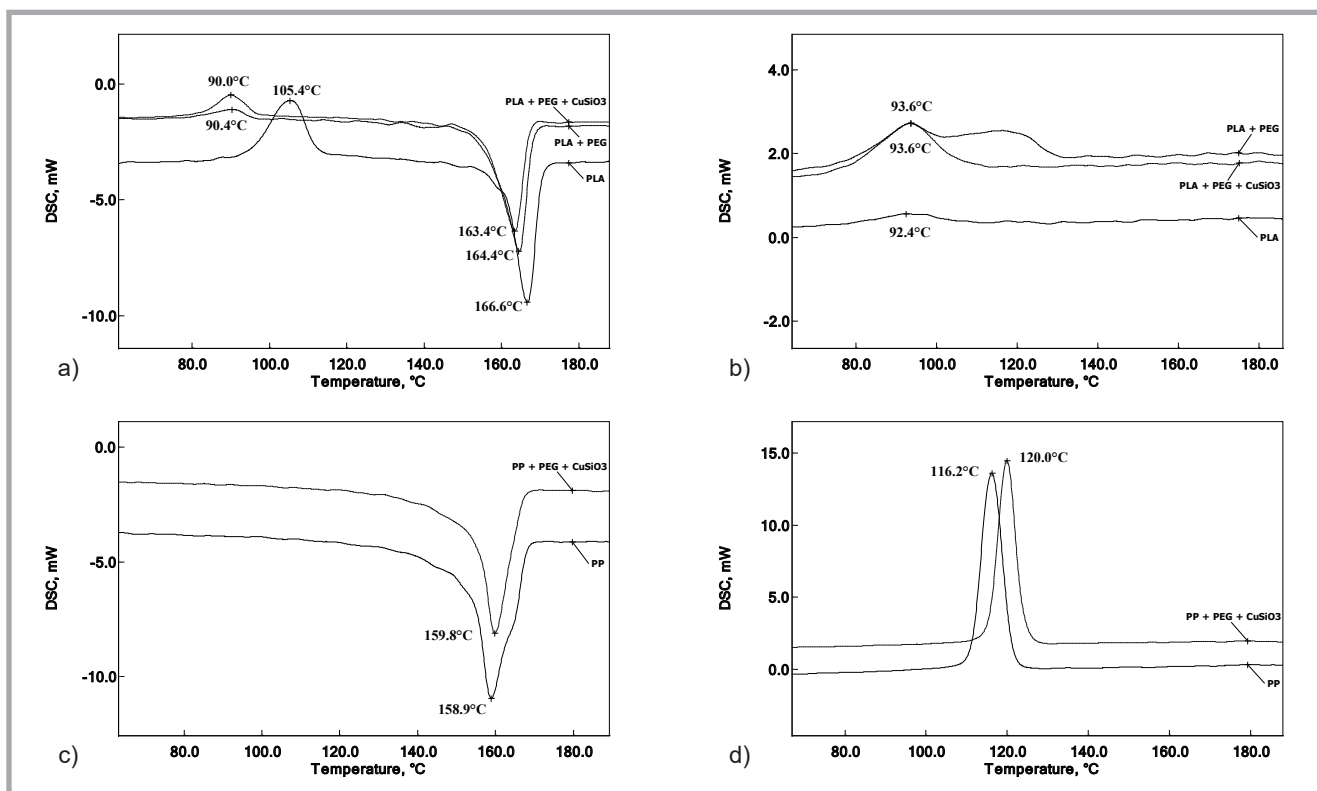 0.0
-5.0
-10.0
DSC, mW
90.0°C
105.4°C
90.4°C
PLA + PEG + CuSiO3
PLA + PEG
PLA
163.4°C
164.4°C
166.6°C
80.0 100.0 120.0 140.0 160.0 180.0
Temperature, °C
a)
4.0
2.0
0.0
-2.0
DSC, mW
93.6°C
93.6°C
92.4°C
PLA + PEG
PLA + PEG + CuSiO3
PLA
80.0 100.0 120.0 140.0 160.0 180.0
Temperature, °C
b)
0.0
-5.0
-10.0
DSC, mW
PP + PEG + CuSiO3
PP
159.8°C
158.9°C
80.0 100.0 120.0 140.0 160.0 180.0
Temperature, °C
c)
15.0
10.0
5.0
0.0
DSC, mW
116.2°C
120.0°C
PP + PEG + CuSiO3
PP
80.0 100.0 120.0 140.0 160.0 180.0
Temperature, °C
d)